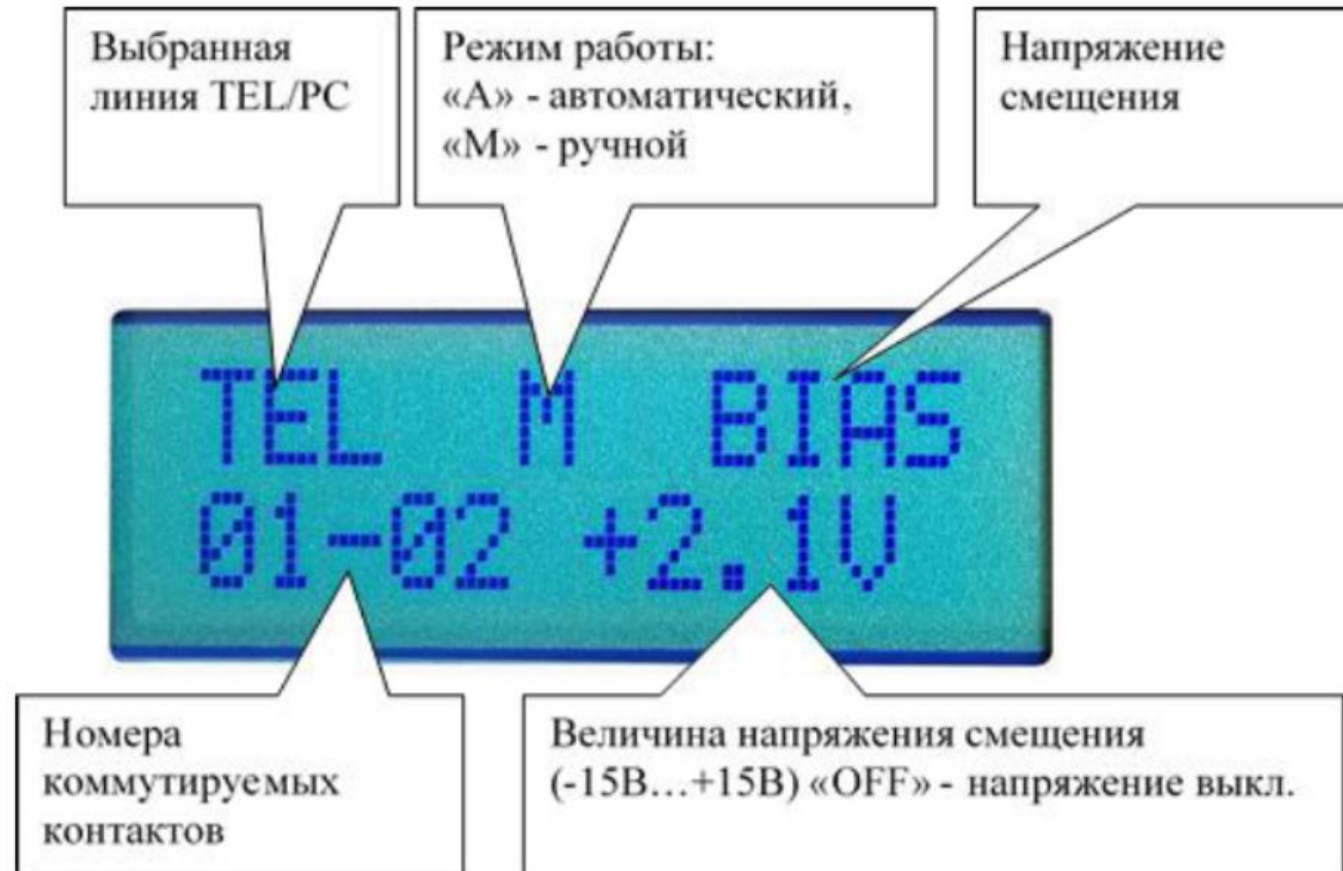 Выбранная
линия TEL/PC
Режим работы:
«А» - автоматический,
«М» - ручной
Напряжение
смещения
TEL M BIAS
01-02 +2.1V
Номера
коммутируемых
контактов
Величина напряжения смещения
(-15В...+15В) «OFF» - напряжение выкл.